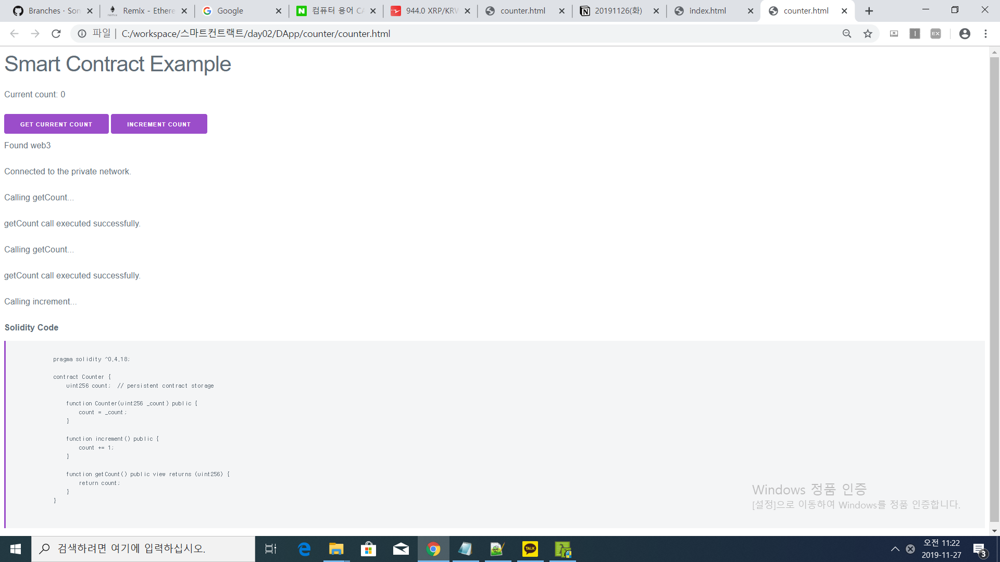 Branches · Son
Remix - Ethere
Google
컴퓨터 용어 CA
944.0 XRP/KRW
counter.html
20191126(화)
index.html
counter.html
파일 | C:/workspace/스마트컨트랙트/day02/DApp/counter/counter.html
Smart Contract Example
Current count: 0
GET CURRENT COUNT
INCREMENT COUNT
Found web3
Connected to the private network.
Calling getCount...
getCount call executed successfully.
Calling getCount...
getCount call executed successfully.
Calling increment...
Solidity Code
pragma solidity ^0.4.18;
contract Counter {
uint256 count;  // persistent contract storage
function Counter(uint256 _count) public {
count = _count;
}
function increment() public {
count += 1;
}
function getCount() public view returns (uint256) {
return count;
}
}
Windows 정품 인증
[설정]으로 이동하여 Windows를 정품 인증합니다.
검색하려면 여기에 입력하십시오.
TALK
오전 11:22
2019-11-27
3